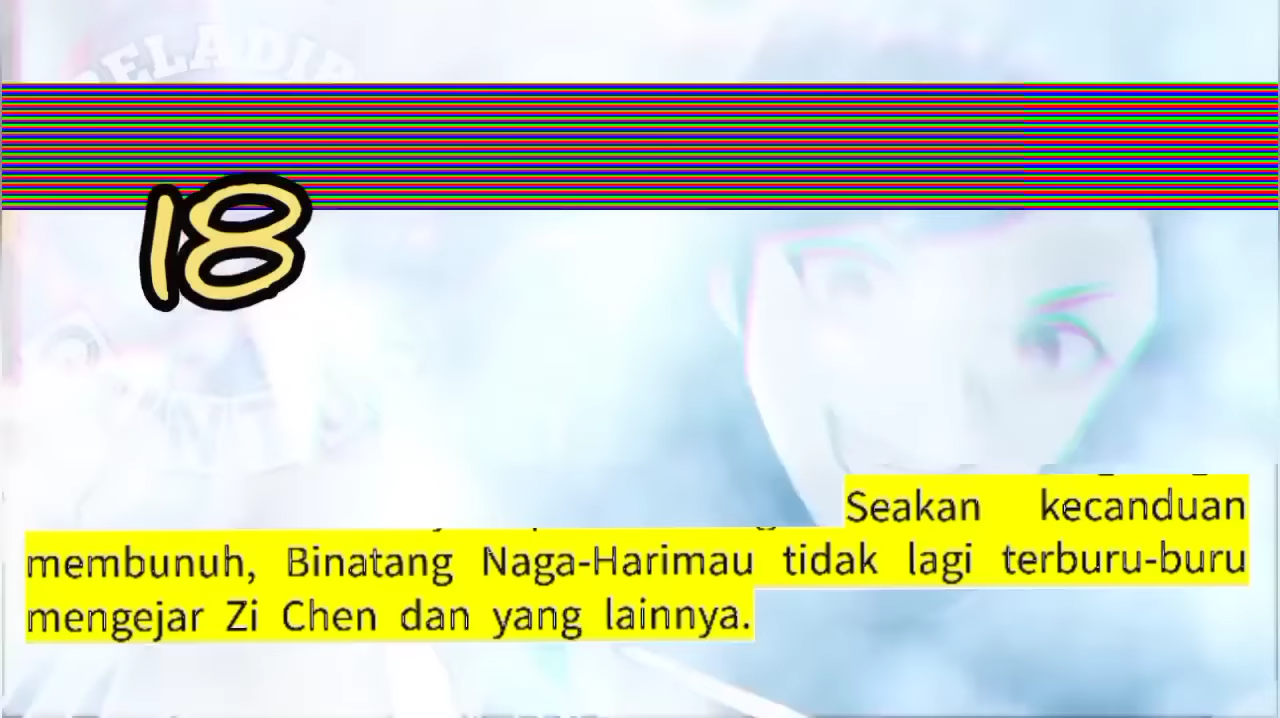 18
Seakan kecanduan
membunuh, Binatang Naga-Harimau tidak lagi terburu-buru
mengejar Zi Chen dan yang lainnya.